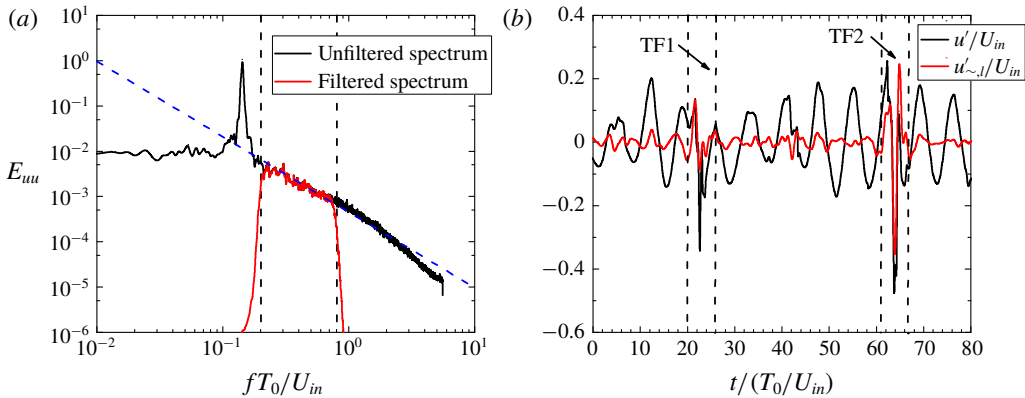 (a)
10^1
10^0
10^−1
10^−2
10^−3
10^−4
10^−5
10^−6
E_uu
Unfiltered spectrum
Filtered spectrum
10^−2 10^−1 10^0 10^1
fT_0/U_in
(b)
0.4
0.2
0
−0.2
−0.4
−0.6
TF1
TF2
u′/U_in
u′_~,l/U_in
0 10 20 30 40 50 60 70 80
t/(T_0/U_in)